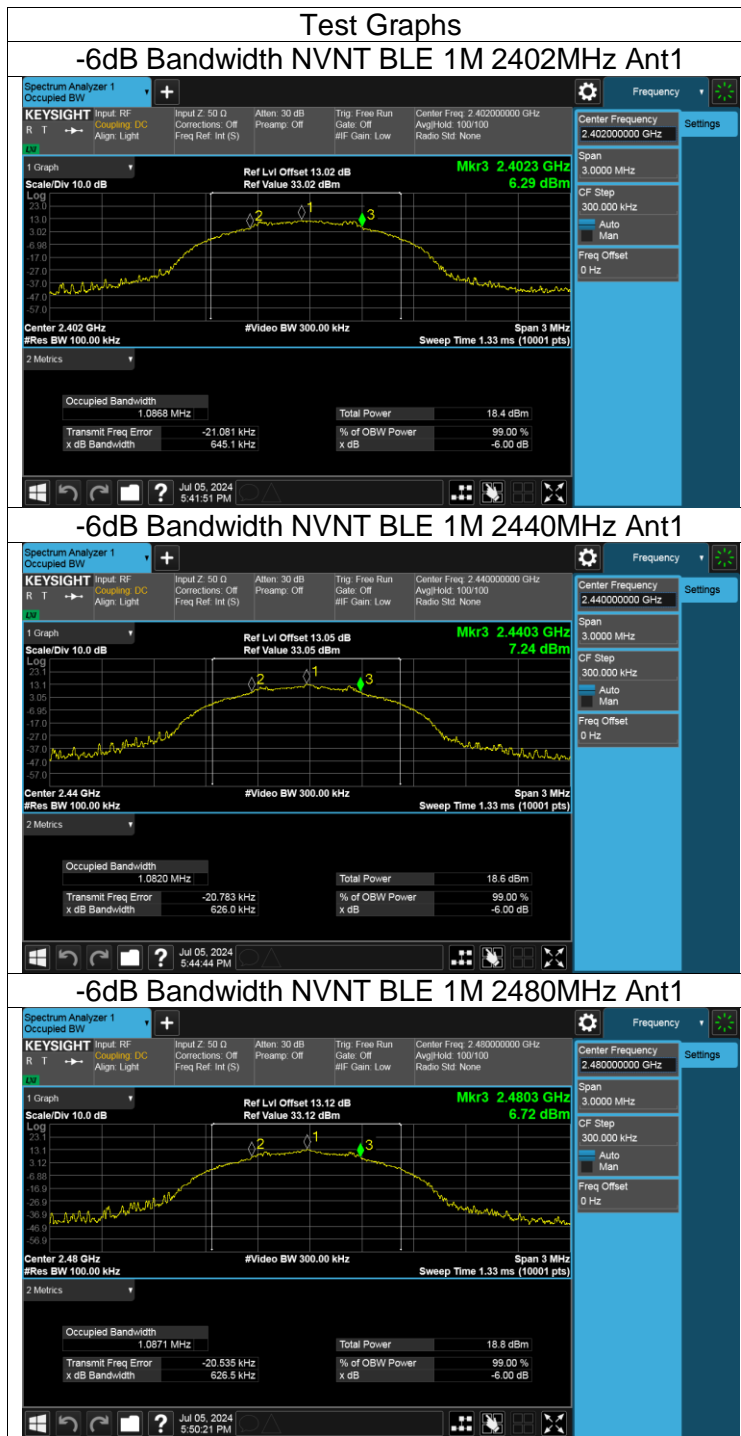 Test Graphs
-6dB Bandwidth NVNT BLE 1M 2402MHz Ant1
Spectrum Analyzer 1
Occupied BW
+
Frequency
KEYSIGHT Input: RF Input Z: 50 Ω Atten: 30 dB Trig: Free Run Center Freq: 2.402000000 GHz
R T Coupling: DC Corrections: Off Preamp: Off Gate: Off Avg|Hold: 100/100
Align: Light Freq Ref: Int (S) #IF Gain: Low Radio Std: None
LXI
Center Frequency
2.402000000 GHz
Settings
Span
3.0000 MHz
CF Step
300.000 kHz
Auto
Man
Freq Offset
0 Hz
1 Graph
Ref Lvl Offset 13.02 dB
Mkr3 2.4023 GHz
Scale/Div 10.0 dB Ref Value 33.02 dBm 6.29 dBm
Log
23.0
13.0
3.02
-6.98
-17.0
-27.0
-37.0
-47.0
-57.0
2 1 3
Center 2.402 GHz #Video BW 300.00 kHz Span 3 MHz
#Res BW 100.00 kHz Sweep Time 1.33 ms (10001 pts)
2 Metrics
Occupied Bandwidth
1.0868 MHz Total Power 18.4 dBm
Transmit Freq Error -21.081 kHz % of OBW Power 99.00 %
x dB Bandwidth 645.1 kHz x dB -6.00 dB
? Jul 05, 2024
5:41:51 PM
-6dB Bandwidth NVNT BLE 1M 2440MHz Ant1
Spectrum Analyzer 1
Occupied BW
+
Frequency
KEYSIGHT Input: RF Input Z: 50 Ω Atten: 30 dB Trig: Free Run Center Freq: 2.440000000 GHz
R T Coupling: DC Corrections: Off Preamp: Off Gate: Off Avg|Hold: 100/100
Align: Light Freq Ref: Int (S) #IF Gain: Low Radio Std: None
LXI
Center Frequency
2.440000000 GHz
Settings
Span
3.0000 MHz
CF Step
300.000 kHz
Auto
Man
Freq Offset
0 Hz
1 Graph
Ref Lvl Offset 13.05 dB
Mkr3 2.4403 GHz
Scale/Div 10.0 dB Ref Value 33.05 dBm 7.24 dBm
Log
23.1
13.1
3.05
-6.95
-17.0
-27.0
-37.0
-47.0
-57.0
2 1 3
Center 2.44 GHz #Video BW 300.00 kHz Span 3 MHz
#Res BW 100.00 kHz Sweep Time 1.33 ms (10001 pts)
2 Metrics
Occupied Bandwidth
1.0820 MHz Total Power 18.6 dBm
Transmit Freq Error -20.783 kHz % of OBW Power 99.00 %
x dB Bandwidth 626.0 kHz x dB -6.00 dB
? Jul 05, 2024
5:44:44 PM
-6dB Bandwidth NVNT BLE 1M 2480MHz Ant1
Spectrum Analyzer 1
Occupied BW
+
Frequency
KEYSIGHT Input: RF Input Z: 50 Ω Atten: 30 dB Trig: Free Run Center Freq: 2.480000000 GHz
R T Coupling: DC Corrections: Off Preamp: Off Gate: Off Avg|Hold: 100/100
Align: Light Freq Ref: Int (S) #IF Gain: Low Radio Std: None
LXI
Center Frequency
2.480000000 GHz
Settings
Span
3.0000 MHz
CF Step
300.000 kHz
Auto
Man
Freq Offset
0 Hz
1 Graph
Ref Lvl Offset 13.12 dB
Mkr3 2.4803 GHz
Scale/Div 10.0 dB Ref Value 33.12 dBm 6.72 dBm
Log
23.1
13.1
3.12
-6.88
-16.9
-26.9
-36.9
-46.9
-56.9
2 1 3
Center 2.48 GHz #Video BW 300.00 kHz Span 3 MHz
#Res BW 100.00 kHz Sweep Time 1.33 ms (10001 pts)
2 Metrics
Occupied Bandwidth
1.0871 MHz Total Power 18.8 dBm
Transmit Freq Error -20.535 kHz % of OBW Power 99.00 %
x dB Bandwidth 626.5 kHz x dB -6.00 dB
? Jul 05, 2024
5:50:21 PM